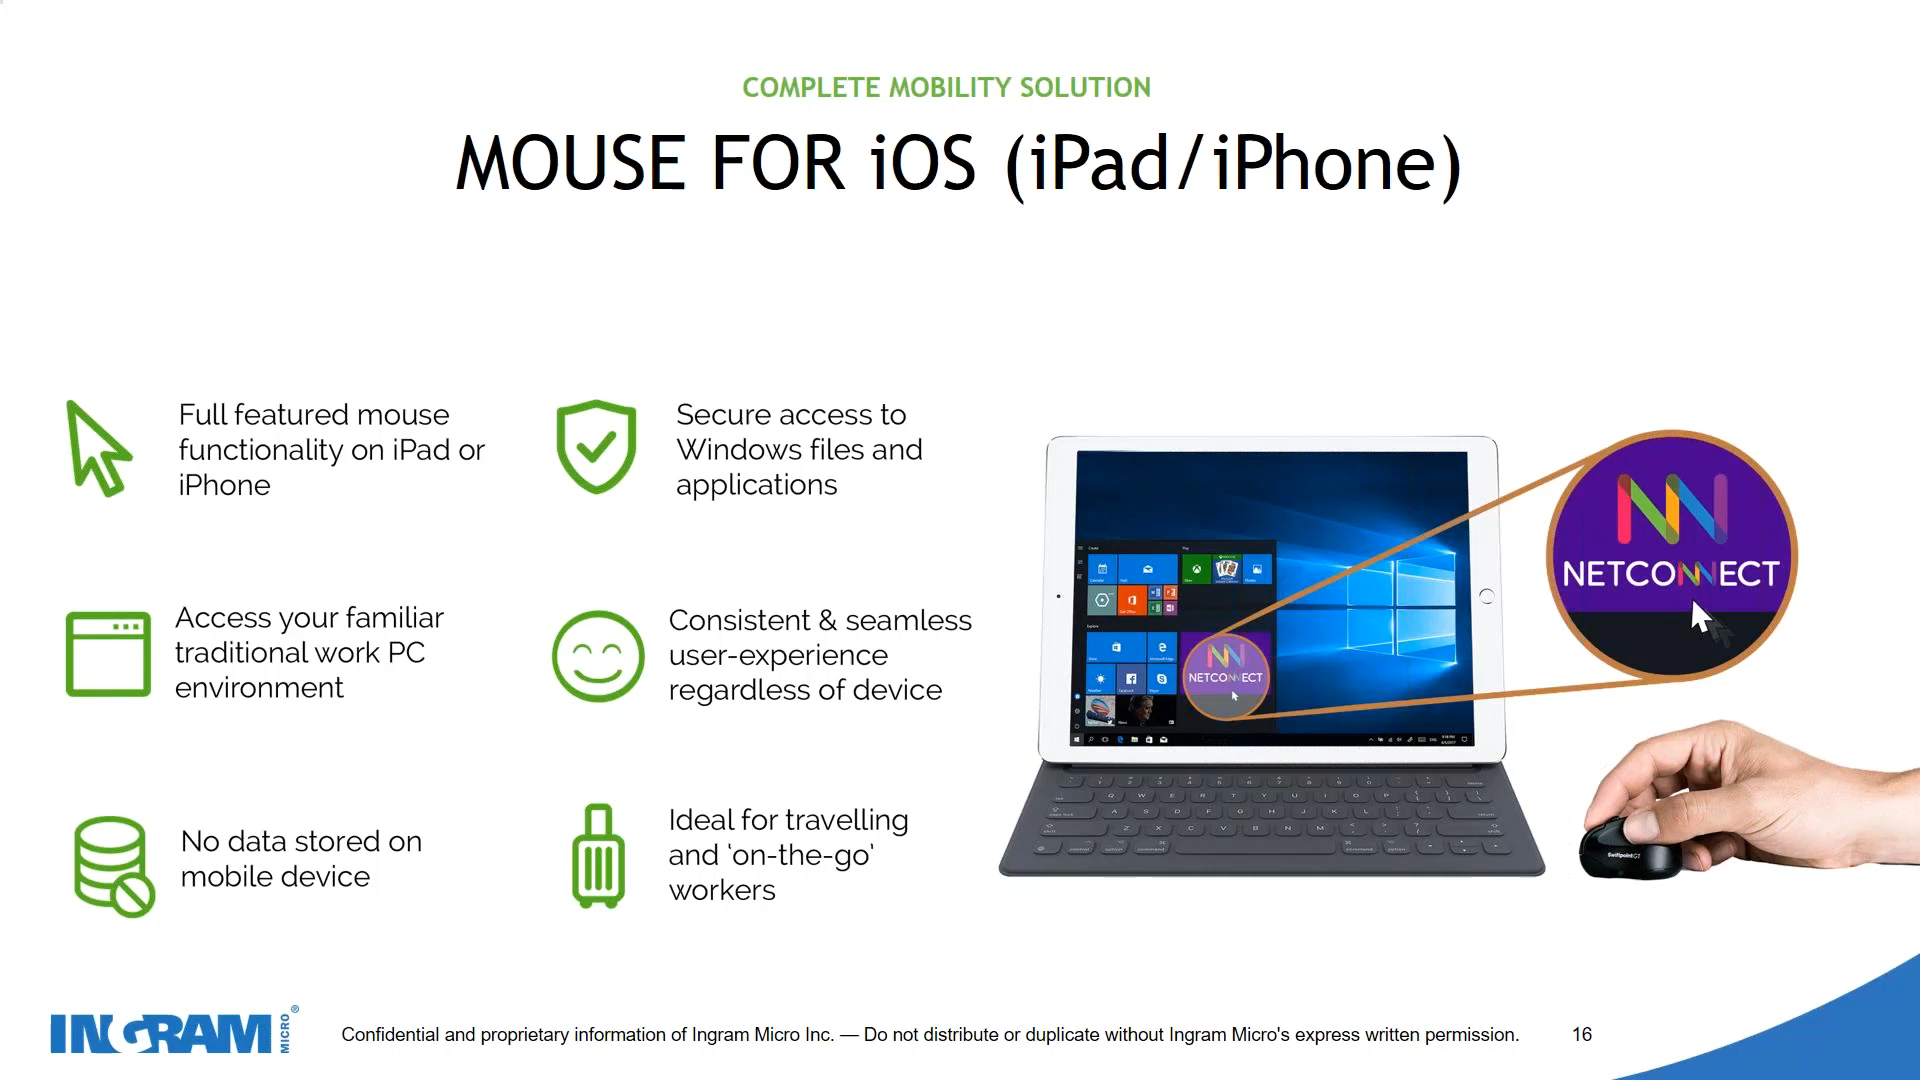 COMPLETE MOBILITY SOLUTION
MOUSE FOR iOS (iPad/iPhone)
Full featured mouse
functionality on iPad or
iPhone
Secure access to
Windows files and
applications
Access your familiar
traditional work PC
environment
Consistent & seamless
user-experience
regardless of device
No data stored on
mobile device
Ideal for travelling
and 'on-the-go'
workers
NETCONNECT
NETCONNECT
SwiftpointGT
INGRAM MICRO®
Confidential and proprietary information of Ingram Micro Inc. — Do not distribute or duplicate without Ingram Micro's express written permission.
16